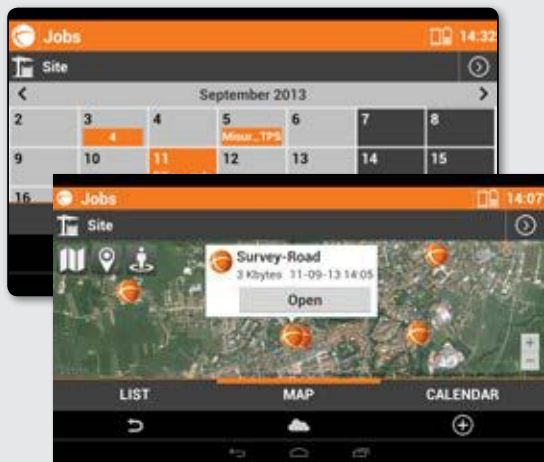 Jobs 14:32
Site
September 2013
2 3 4 5 6 7 8
4 Misur_TPS
9 10 11 12 13 14 15
16
Jobs 14:07
Site
Survey-Road
3 Kbytes 11-09-13 14:05
Open
+
−
LIST MAP CALENDAR